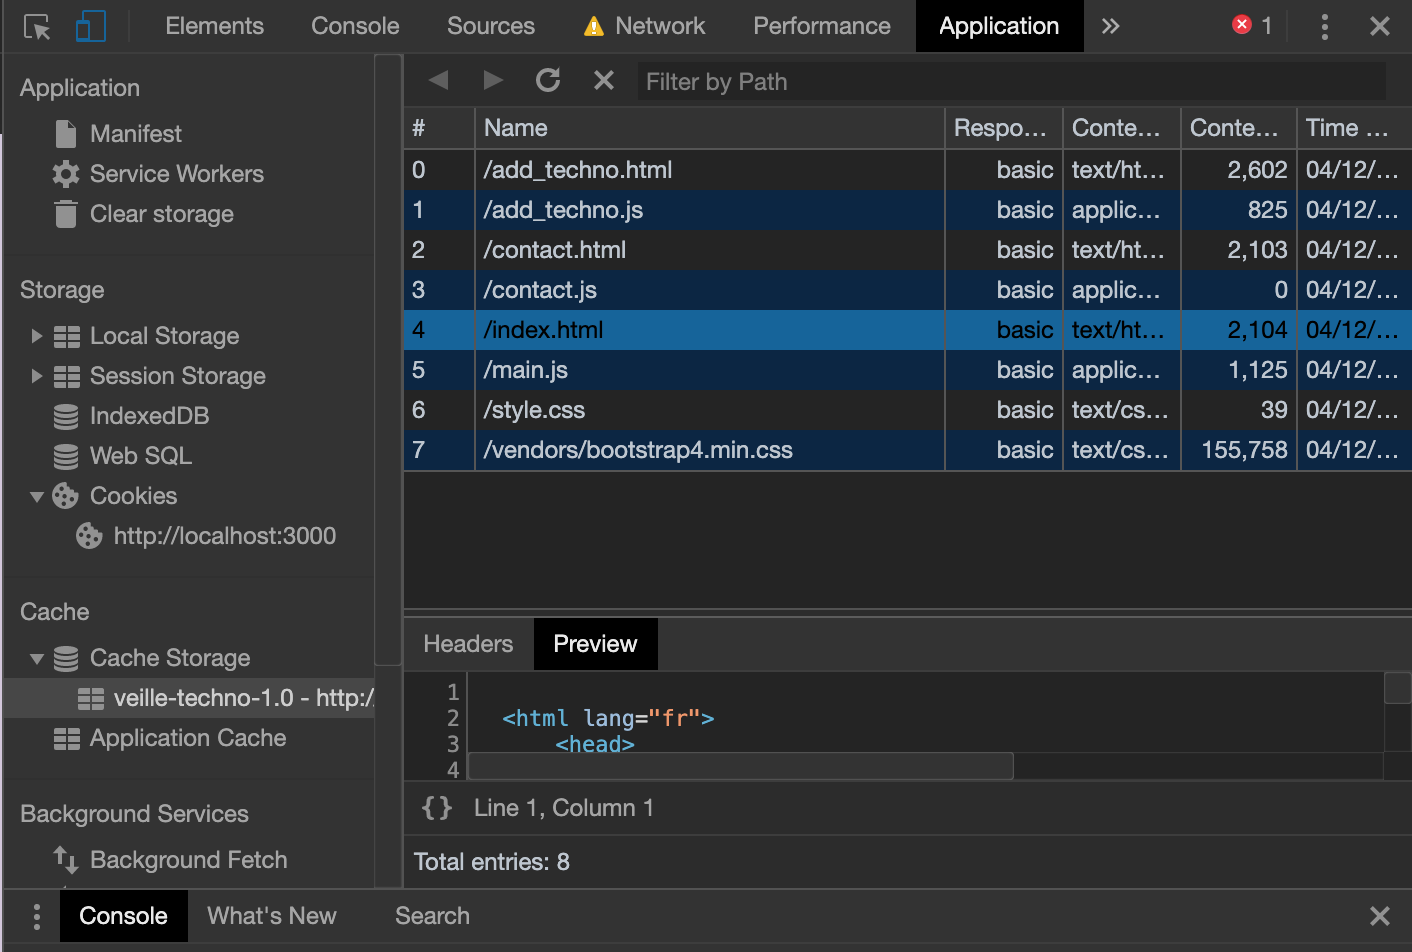 Elements Console Sources Network Performance Application 1
Application
Manifest
Service Workers
Clear storage
Storage
Local Storage
Session Storage
IndexedDB
Web SQL
Cookies
http://localhost:3000
Cache
Cache Storage
veille-techno-1.0 - http:/
Application Cache
Background Services
Background Fetch
Filter by Path
# Name Respo... Conte... Conte... Time ...
0 /add_techno.html basic text/ht... 2,602 04/12/...
1 /add_techno.js basic applic... 825 04/12/...
2 /contact.html basic text/ht... 2,103 04/12/...
3 /contact.js basic applic... 0 04/12/...
4 /index.html basic text/ht... 2,104 04/12/...
5 /main.js basic applic... 1,125 04/12/...
6 /style.css basic text/cs... 39 04/12/...
7 /vendors/bootstrap4.min.css basic text/cs... 155,758 04/12/...
Headers Preview
1
2 <html lang="fr">
3 <head>
4
{} Line 1, Column 1
Total entries: 8
Console What's New Search